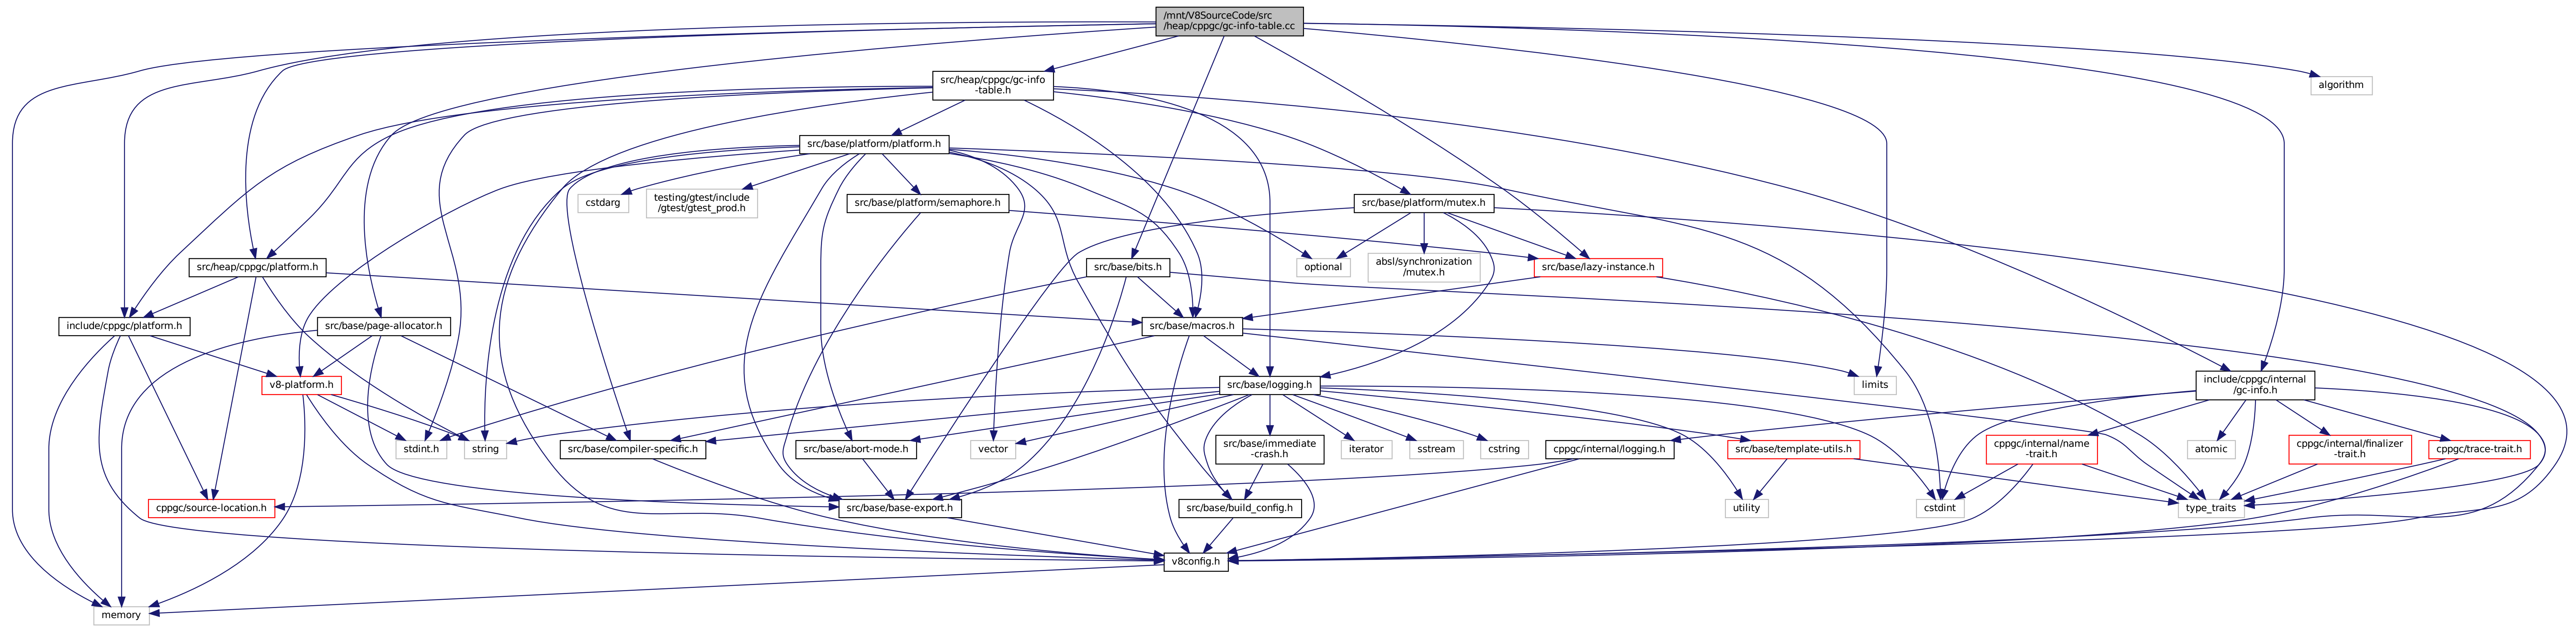 /mnt/V8SourceCode/src
/heap/cppgc/gc-info-table.cc
src/heap/cppgc/gc-info
-table.h
algorithm
src/base/platform/platform.h
cstdarg
testing/gtest/include
/gtest/gtest_prod.h
src/base/platform/semaphore.h
src/base/platform/mutex.h
src/heap/cppgc/platform.h
src/base/bits.h
optional
absl/synchronization
/mutex.h
src/base/lazy-instance.h
include/cppgc/platform.h
src/base/page-allocator.h
src/base/macros.h
v8-platform.h
src/base/logging.h
limits
include/cppgc/internal
/gc-info.h
stdint.h
string
src/base/compiler-specific.h
src/base/abort-mode.h
vector
src/base/immediate
-crash.h
iterator
sstream
cstring
cppgc/internal/logging.h
src/base/template-utils.h
cppgc/internal/name
-trait.h
atomic
cppgc/internal/finalizer
-trait.h
cppgc/trace-trait.h
cppgc/source-location.h
src/base/base-export.h
src/base/build_config.h
utility
cstdint
type_traits
v8config.h
memory